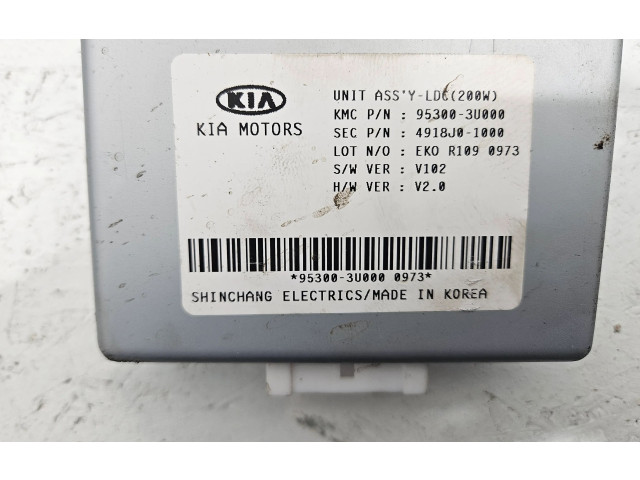 KIA
KIA MOTORS
UNIT ASS'Y-LDC(200W)
KMC P/N : 95300-3U000
SEC P/N : 4918J0-1000
LOT N/O : EKO R109 0973
S/W VER : V102
H/W VER : V2.0
*95300-3U000 0973*
SHINCHANG ELECTRICS/MADE IN KOREA